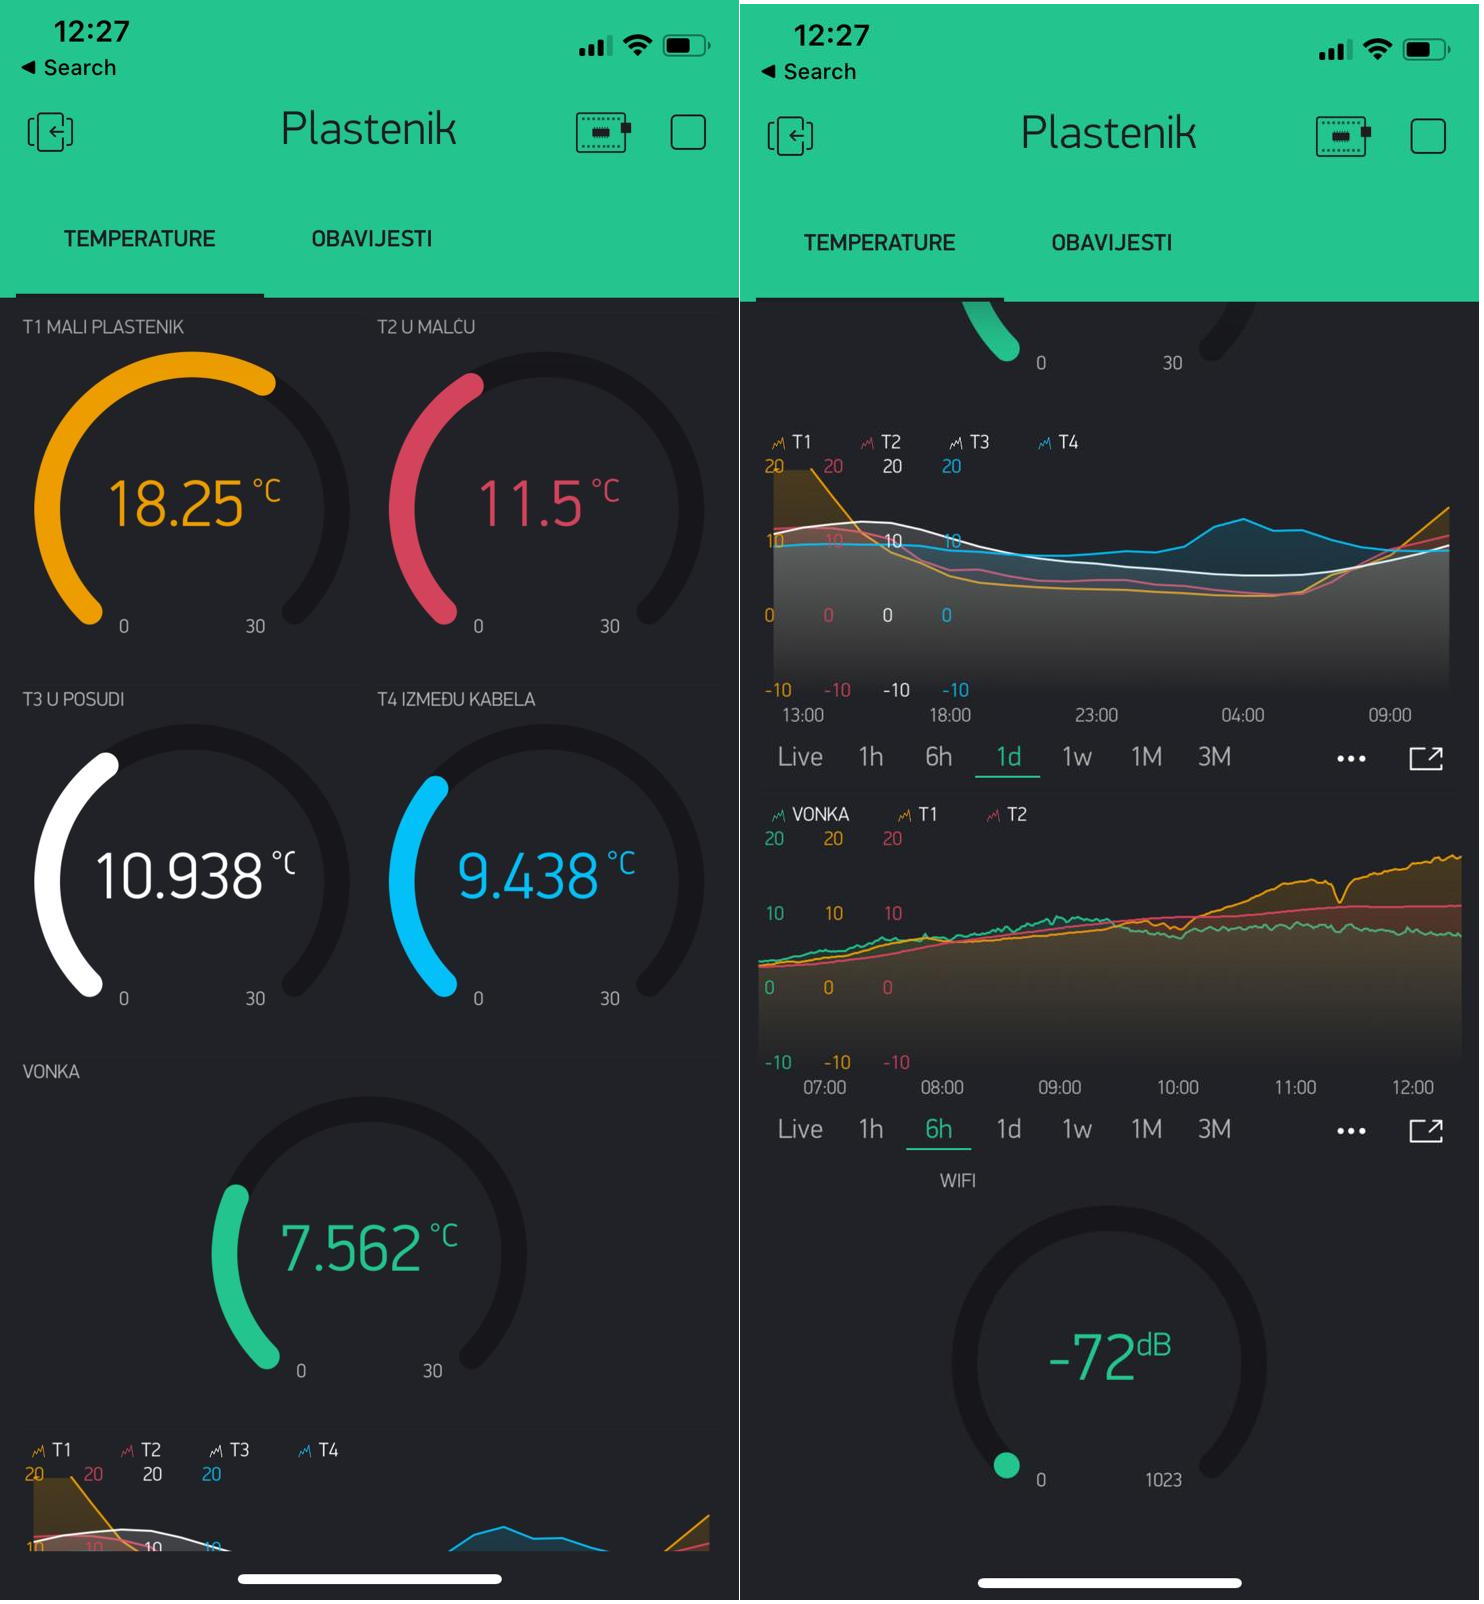 12:27
Search
Plastenik
TEMPERATURE OBAVIJESTI
T1 MALI PLASTENIK T2 U MALČU
18.25 °C 11.5 °C
0 30 0 30
T3 U POSUDI T4 IZMEĐU KABELA
10.938 °C 9.438 °C
0 30 0 30
VONKA
7.562 °C
0 30
T1 T2 T3 T4
20 20 20 20
10 10 10 10
12:27
Search
Plastenik
TEMPERATURE OBAVIJESTI
0 30
T1 T2 T3 T4
20 20 20 20
10 10 10 10
0 0 0 0
-10 -10 -10 -10
13:00 18:00 23:00 04:00 09:00
Live 1h 6h 1d 1w 1M 3M
VONKA T1 T2
20 20 20
10 10 10
0 0 0
-10 -10 -10
07:00 08:00 09:00 10:00 11:00 12:00
Live 1h 6h 1d 1w 1M 3M
WIFI
-72dB
0 1023